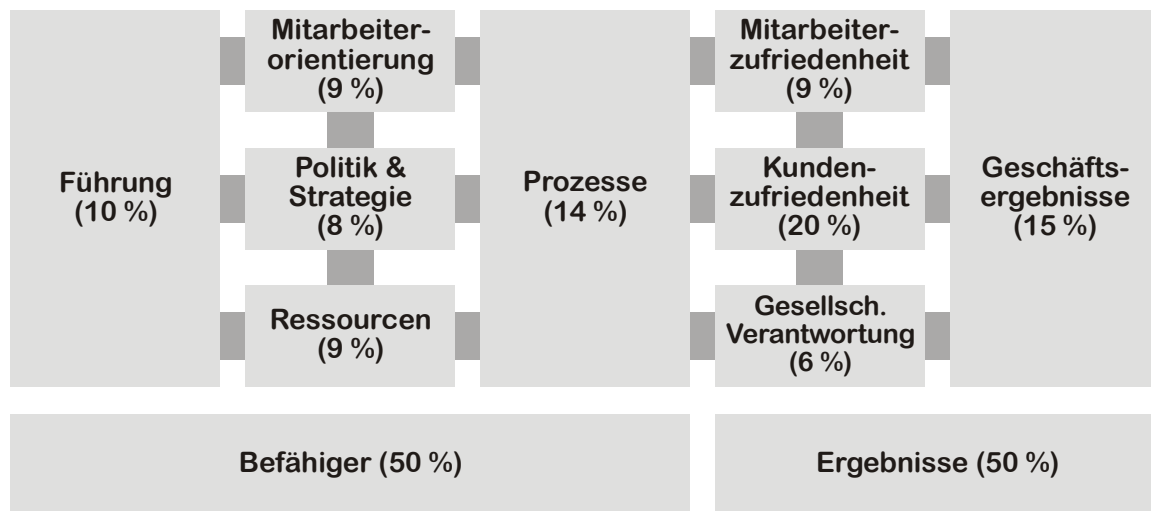 Führung
(10 %)
Mitarbeiter-
orientierung
(9 %)
Politik &
Strategie
(8 %)
Ressourcen
(9 %)
Prozesse
(14 %)
Mitarbeiter-
zufriedenheit
(9 %)
Kunden-
zufriedenheit
(20 %)
Gesellsch.
Verantwortung
(6 %)
Geschäfts-
ergebnisse
(15 %)
Befähiger (50 %)
Ergebnisse (50 %)